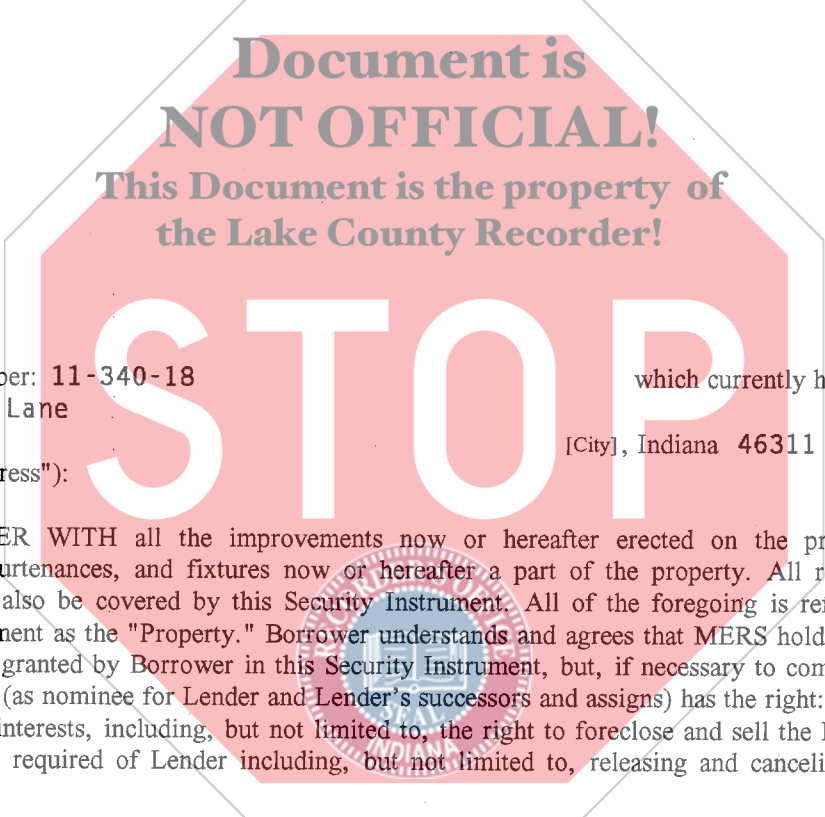 Document is
NOT OFFICIAL!
This Document is the property of
the Lake County Recorder!
STOP
ber: 11-340-18 which currently h
Lane
[City], Indiana 46311
ress"):
ER WITH all the improvements now or hereafter erected on the pr
urtenances, and fixtures now or hereafter a part of the property. All r
also be covered by this Security Instrument. All of the foregoing is ref
ment as the "Property." Borrower understands and agrees that MERS hold
granted by Borrower in this Security Instrument, but, if necessary to com
(as nominee for Lender and Lender's successors and assigns) has the right:
interests, including, but not limited to, the right to foreclose and sell the
required of Lender including, but not limited to, releasing and canceli
SEAL
INDIANA